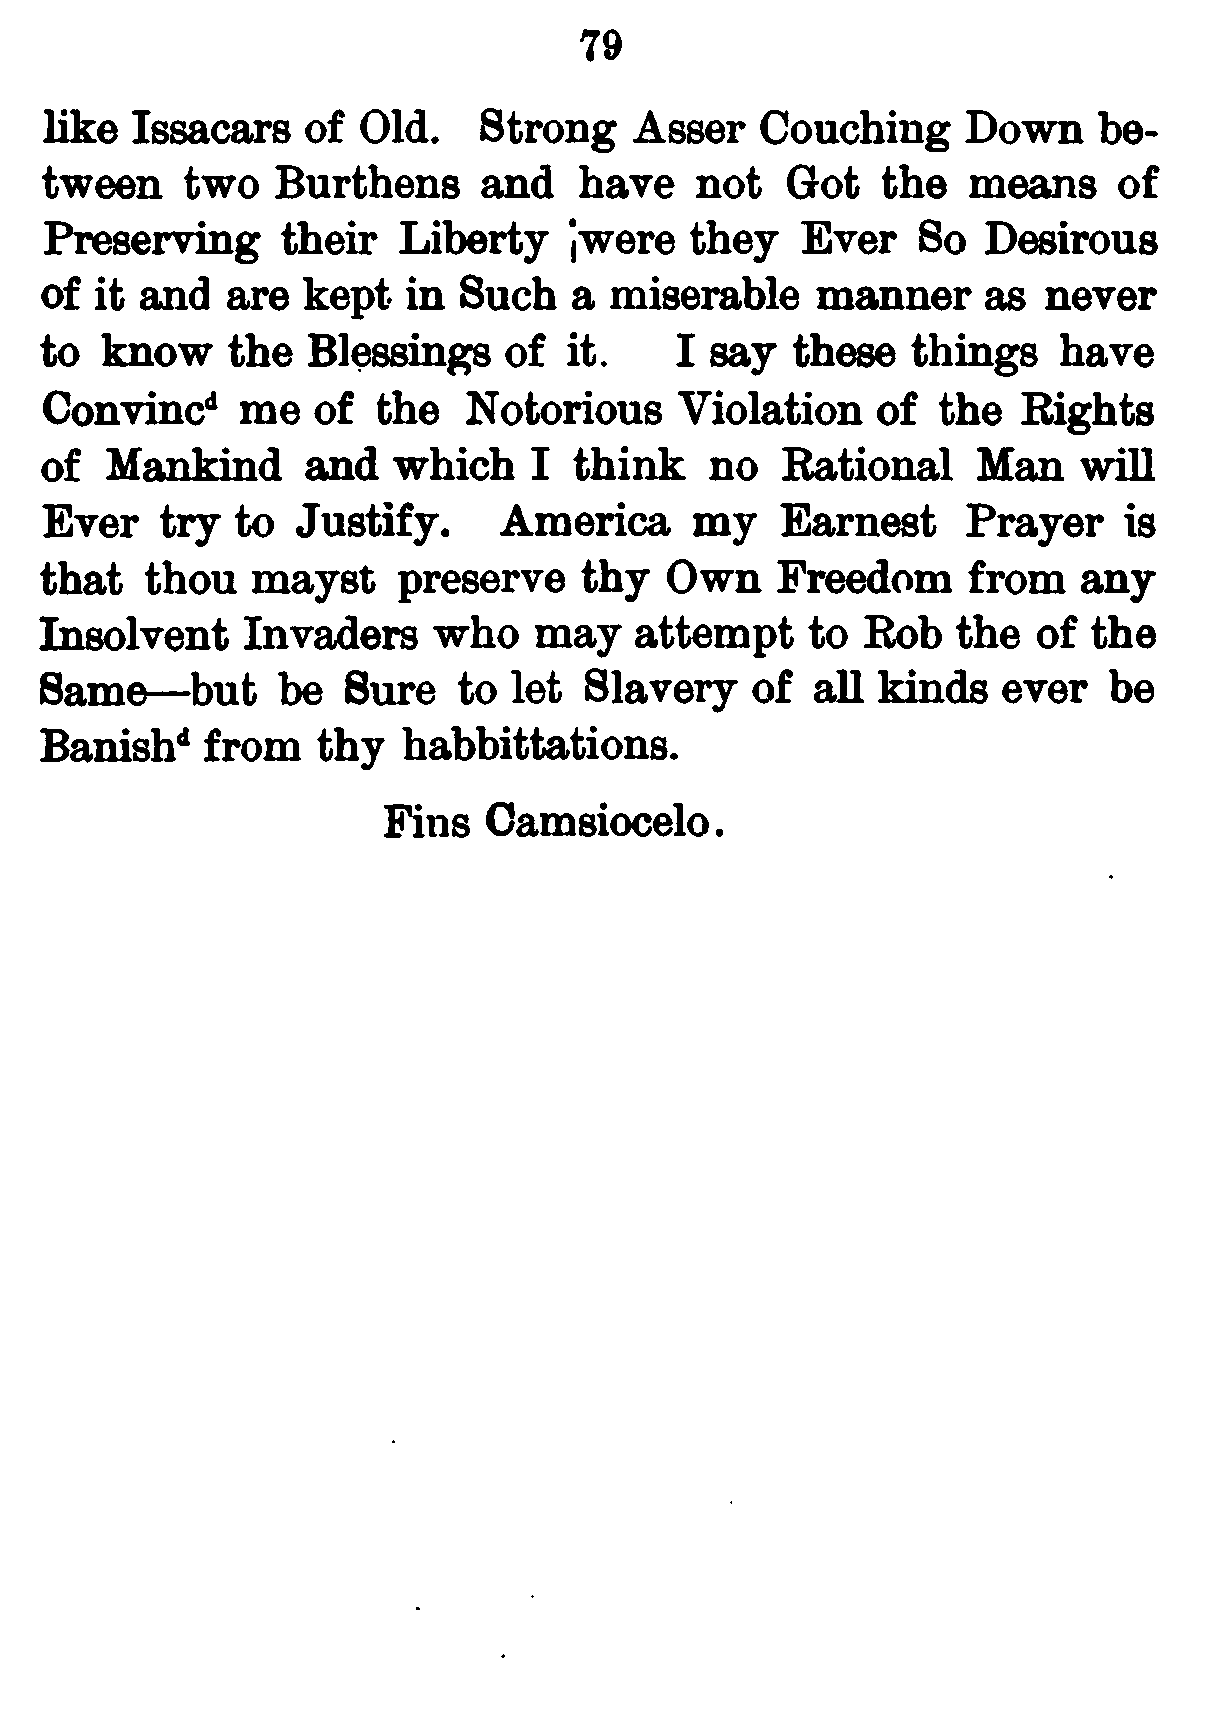 79
like Issacars of Old. Strong Asser Couching Down be-
tween two Burthens and have not Got the means of
Preserving their Liberty ;were they Ever So Desirous
of it and are kept in Such a miserable manner as never
to know the Blessings of it. I say these things have
Convincᵈ me of the Notorious Violation of the Rights
of Mankind and which I think no Rational Man will
Ever try to Justify. America my Earnest Prayer is
that thou mayst preserve thy Own Freedom from any
Insolvent Invaders who may attempt to Rob the of the
Same—but be Sure to let Slavery of all kinds ever be
Banishᵈ from thy habbittations.
Fins Camsiocelo.